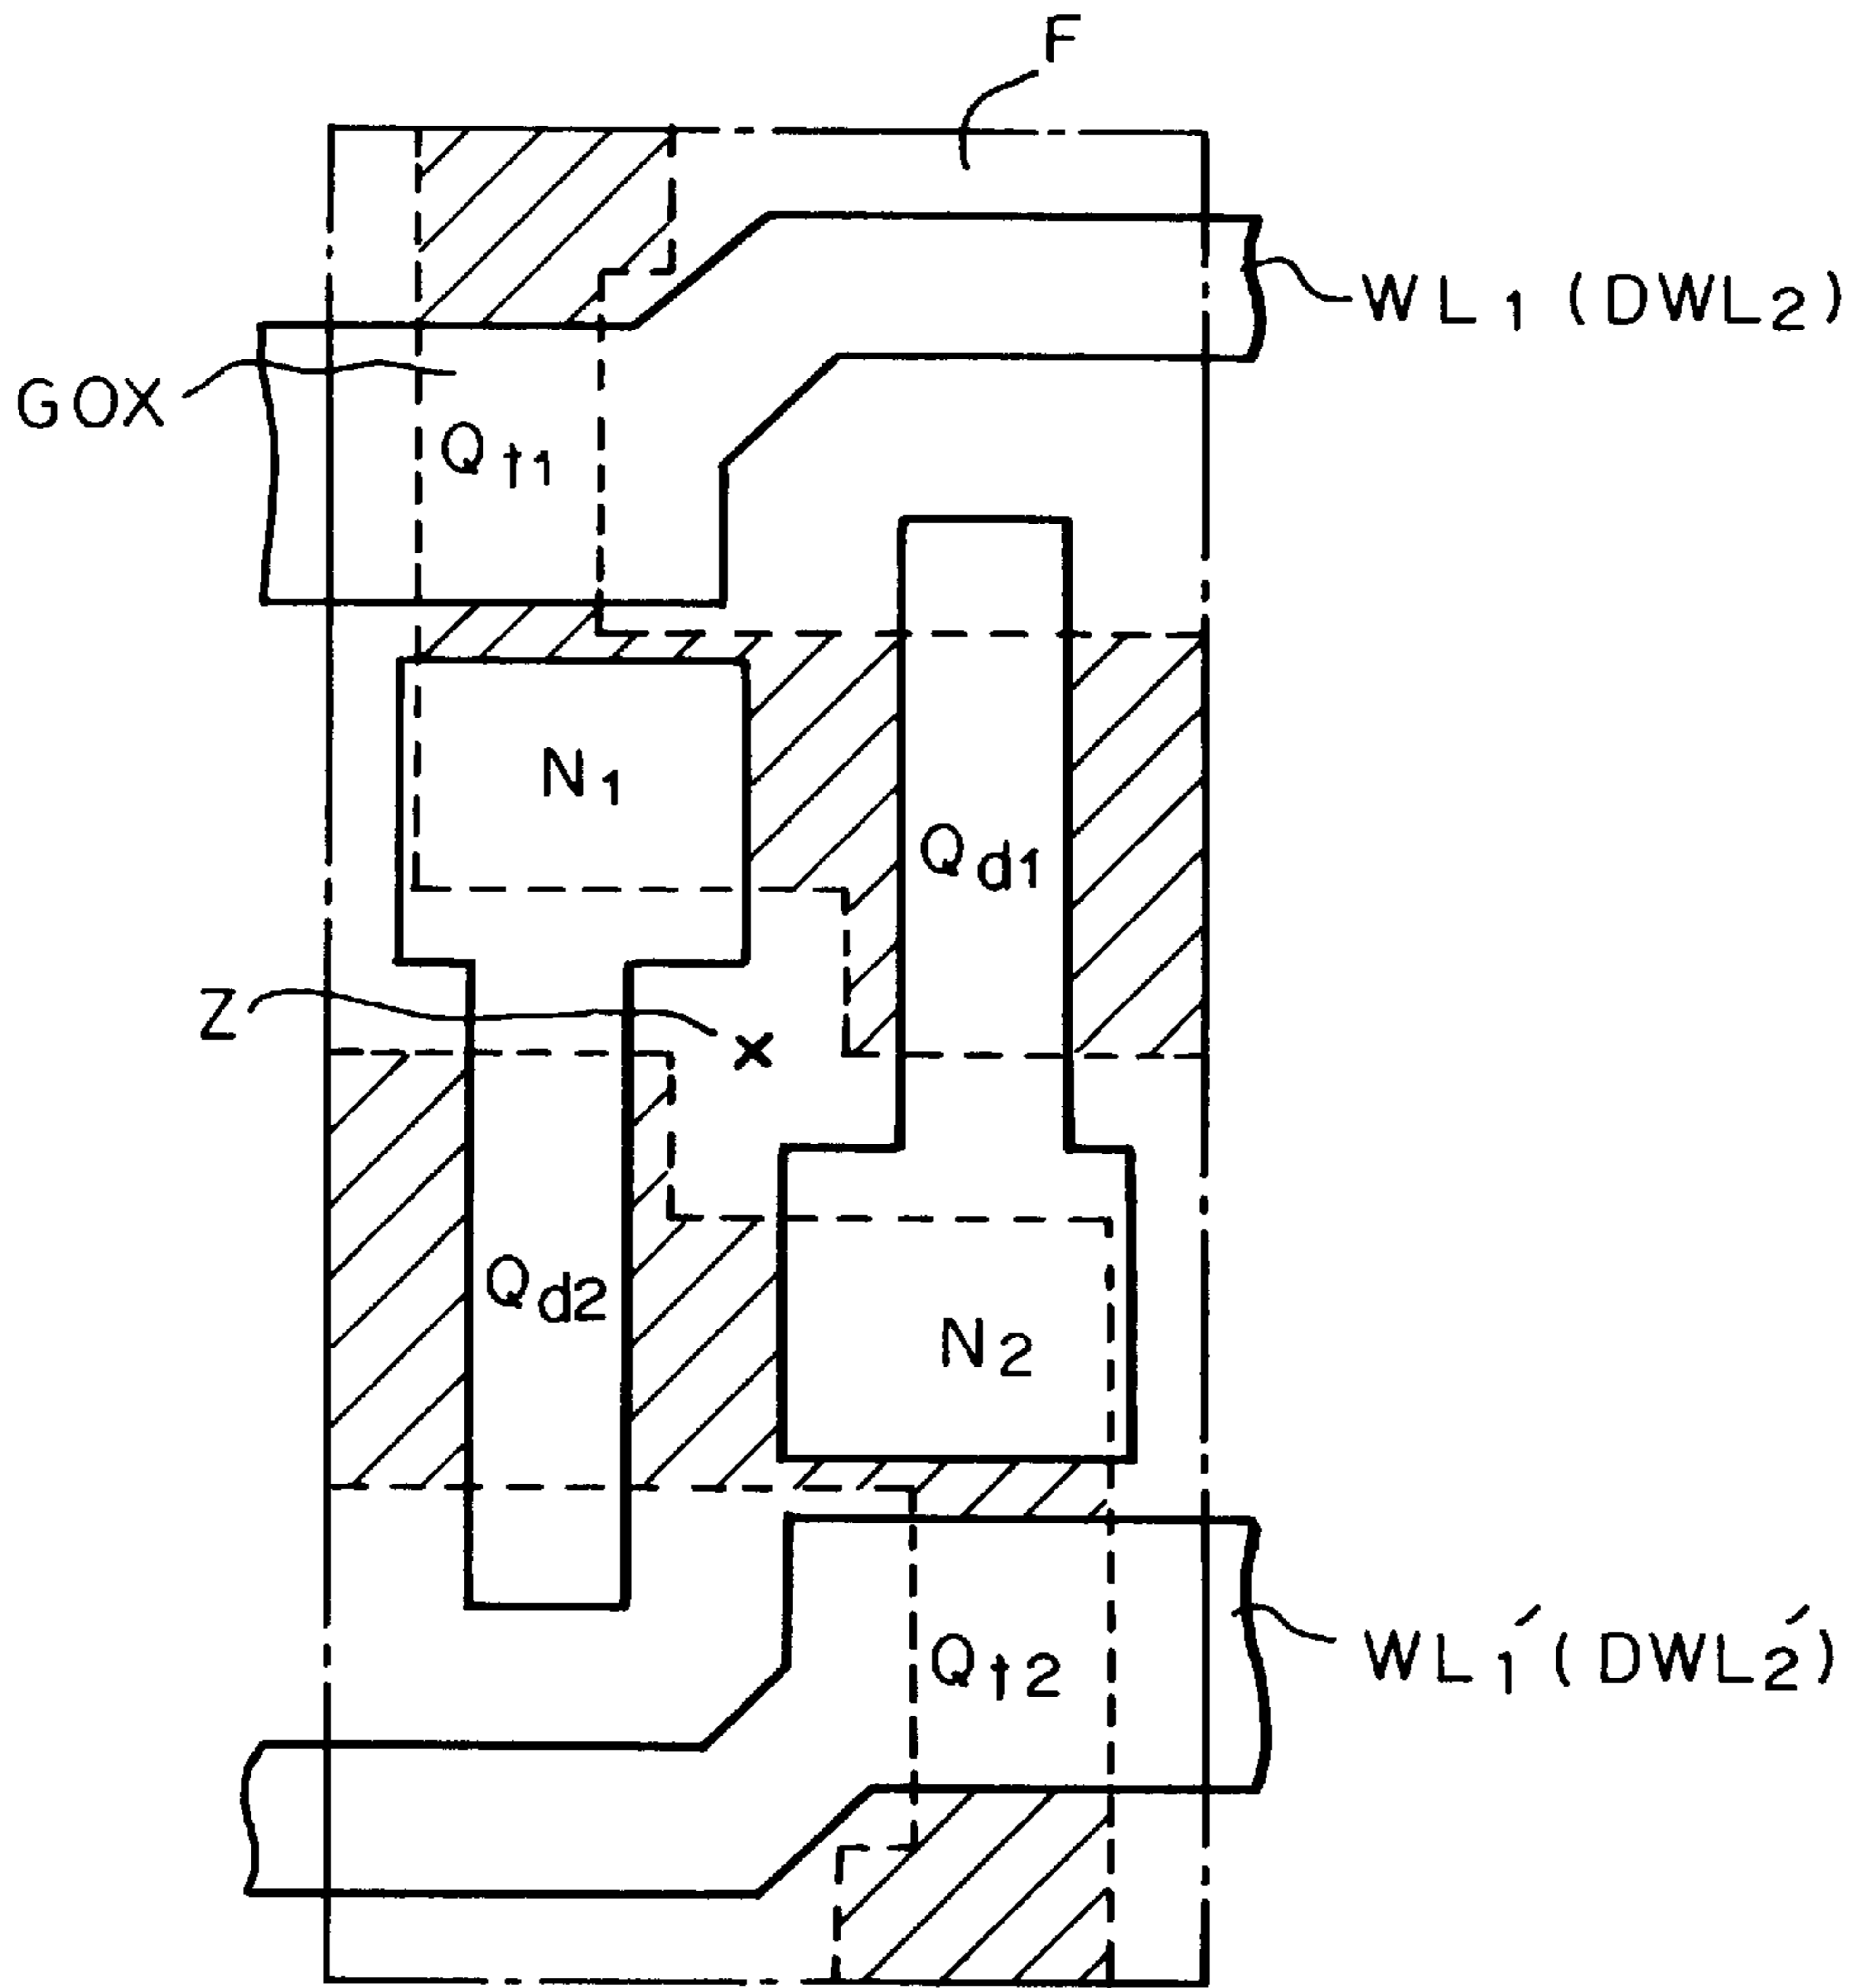 F
WL1 (DWL2)
GOX
Qt1
N1
Qd1
Z
Qd2
N2
Qt2
WL1′(DWL2′)